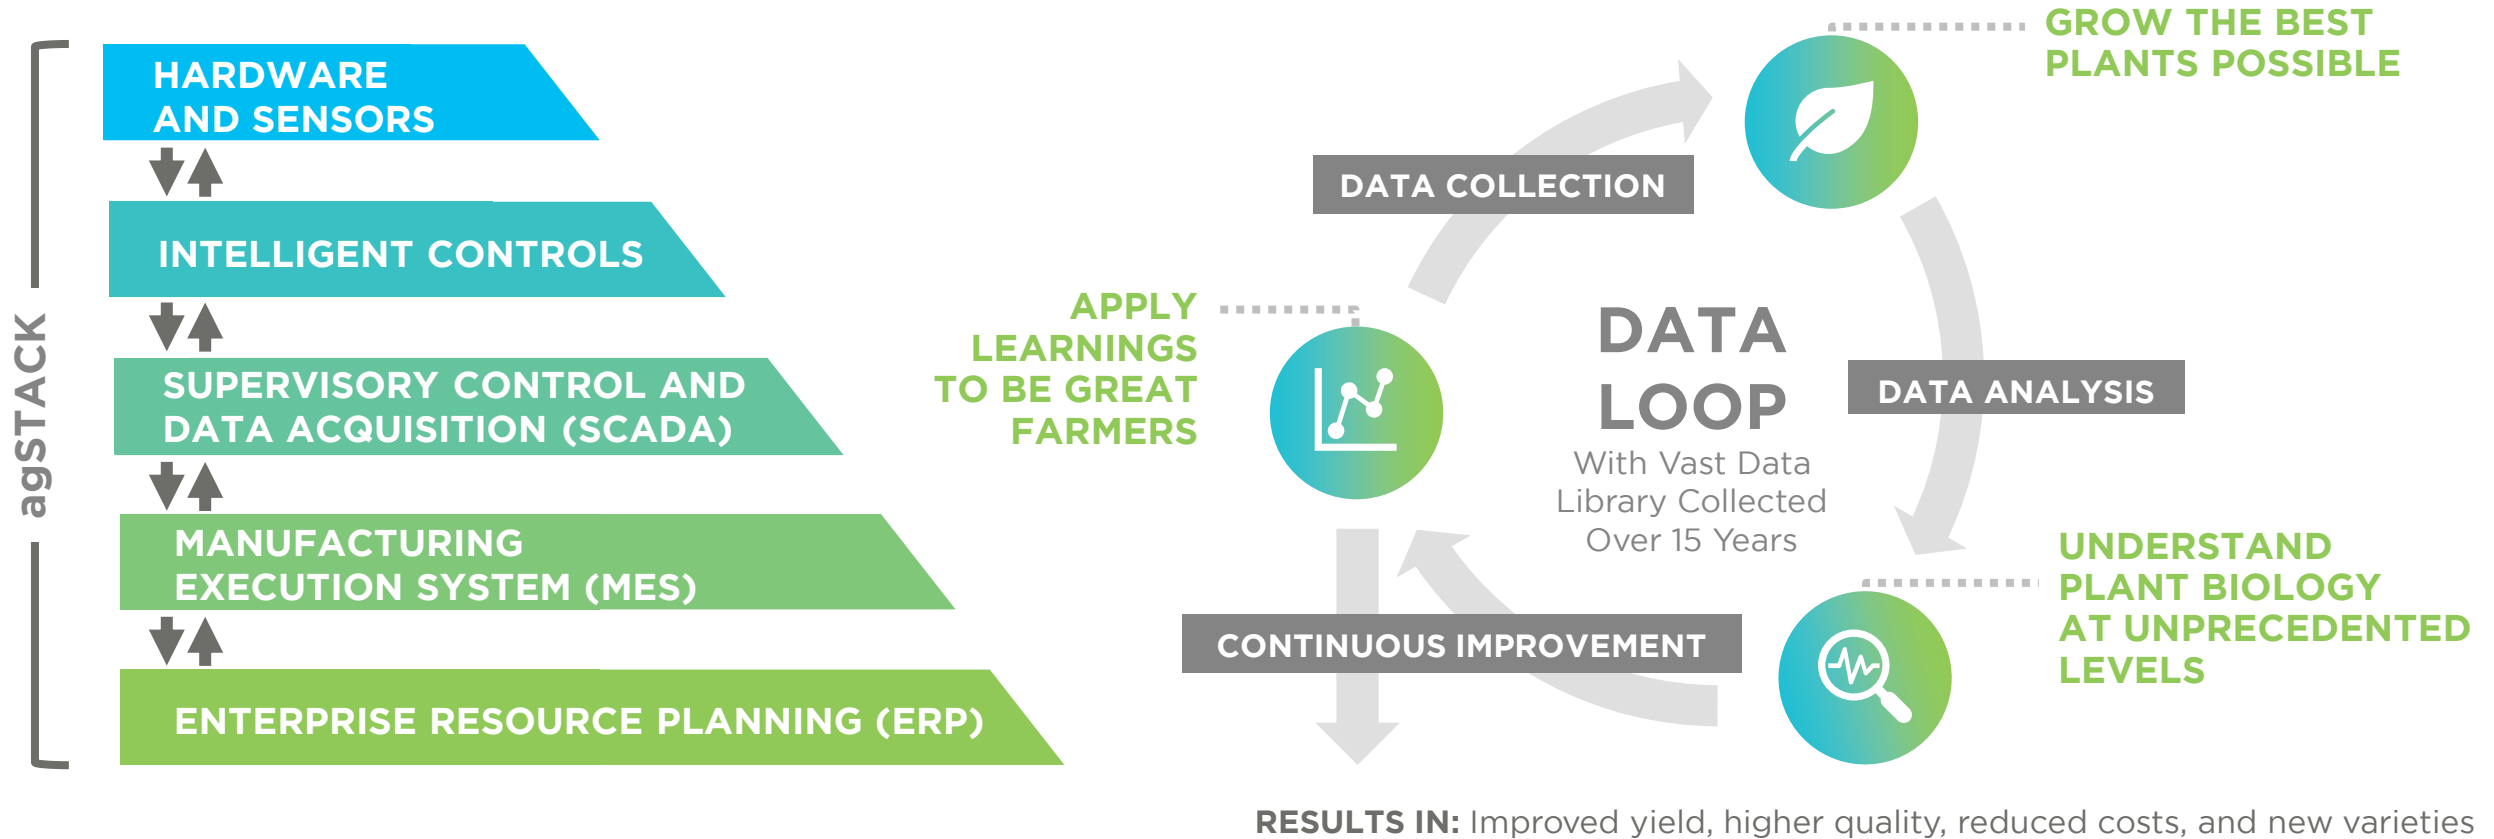 agSTACK
HARDWARE
AND SENSORS
INTELLIGENT CONTROLS
SUPERVISORY CONTROL AND
DATA ACQUISITION (SCADA)
MANUFACTURING
EXECUTION SYSTEM (MES)
ENTERPRISE RESOURCE PLANNING (ERP)
GROW THE BEST
PLANTS POSSIBLE
DATA COLLECTION
APPLY
LEARNINGS
TO BE GREAT
FARMERS
DATA
LOOP
With Vast Data
Library Collected
Over 15 Years
DATA ANALYSIS
UNDERSTAND
PLANT BIOLOGY
AT UNPRECEDENTED
LEVELS
CONTINUOUS IMPROVEMENT
RESULTS IN: Improved yield, higher quality, reduced costs, and new varieties